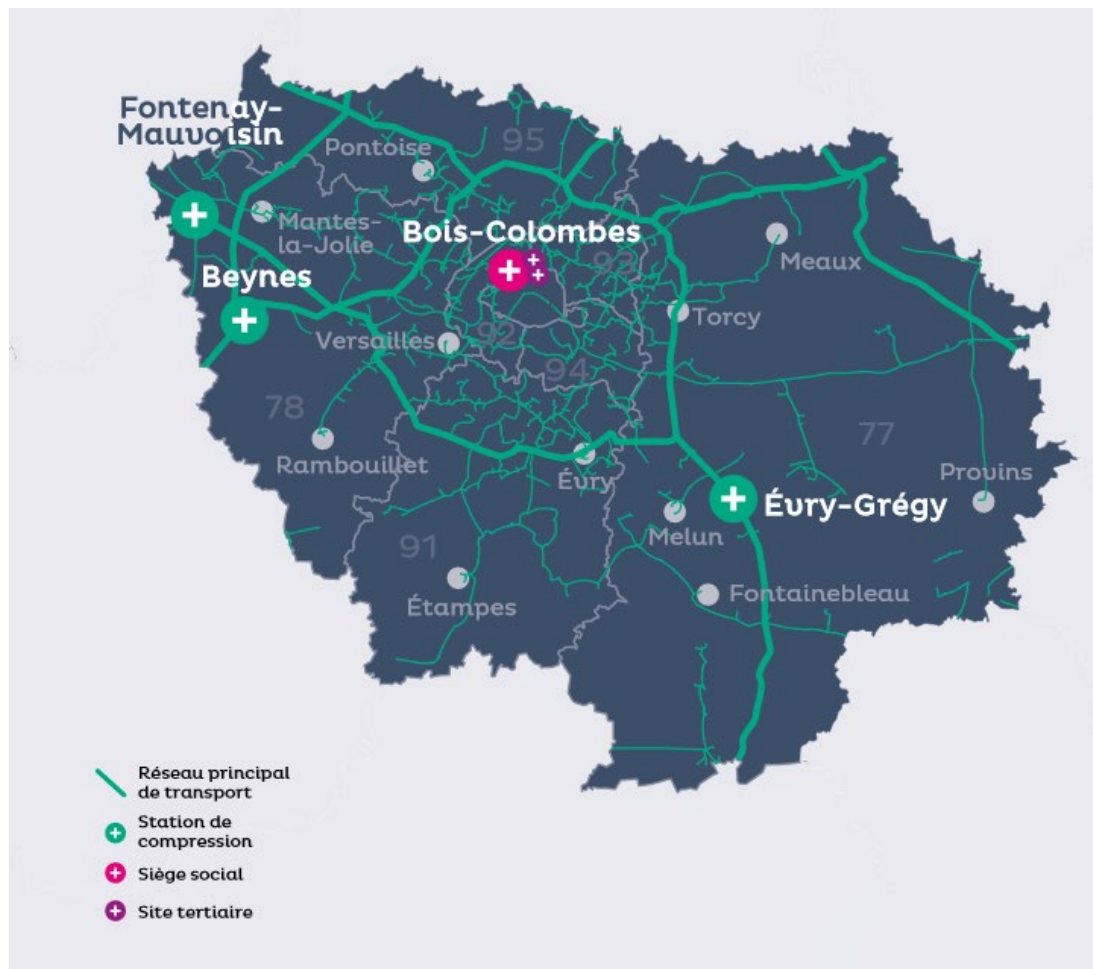 Fontenay-
Mauvoisin
95
Pontoise
Mantes-
la-Jolie
Bois-Colombes
93
Meaux
Beynes
Torcy
Versailles
92
94
78
77
Rambouillet
Évry
Provins
Évry-Grégy
Melun
91
Étampes
Fontainebleau
Réseau principal
de transport
Station de
compression
Siège social
Site tertiaire